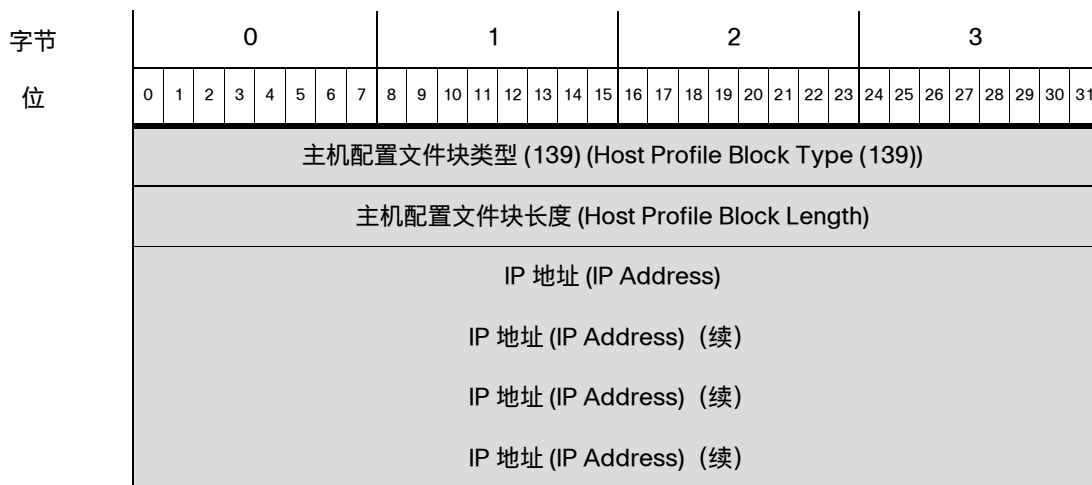 字节 0 1 2 3
位 0 1 2 3 4 5 6 7 8 9 10 11 12 13 14 15 16 17 18 19 20 21 22 23 24 25 26 27 28 29 30 31
主机配置文件块类型 (139) (Host Profile Block Type (139))
主机配置文件块长度 (Host Profile Block Length)
IP 地址 (IP Address)
IP 地址 (IP Address)（续）
IP 地址 (IP Address)（续）
IP 地址 (IP Address)（续）